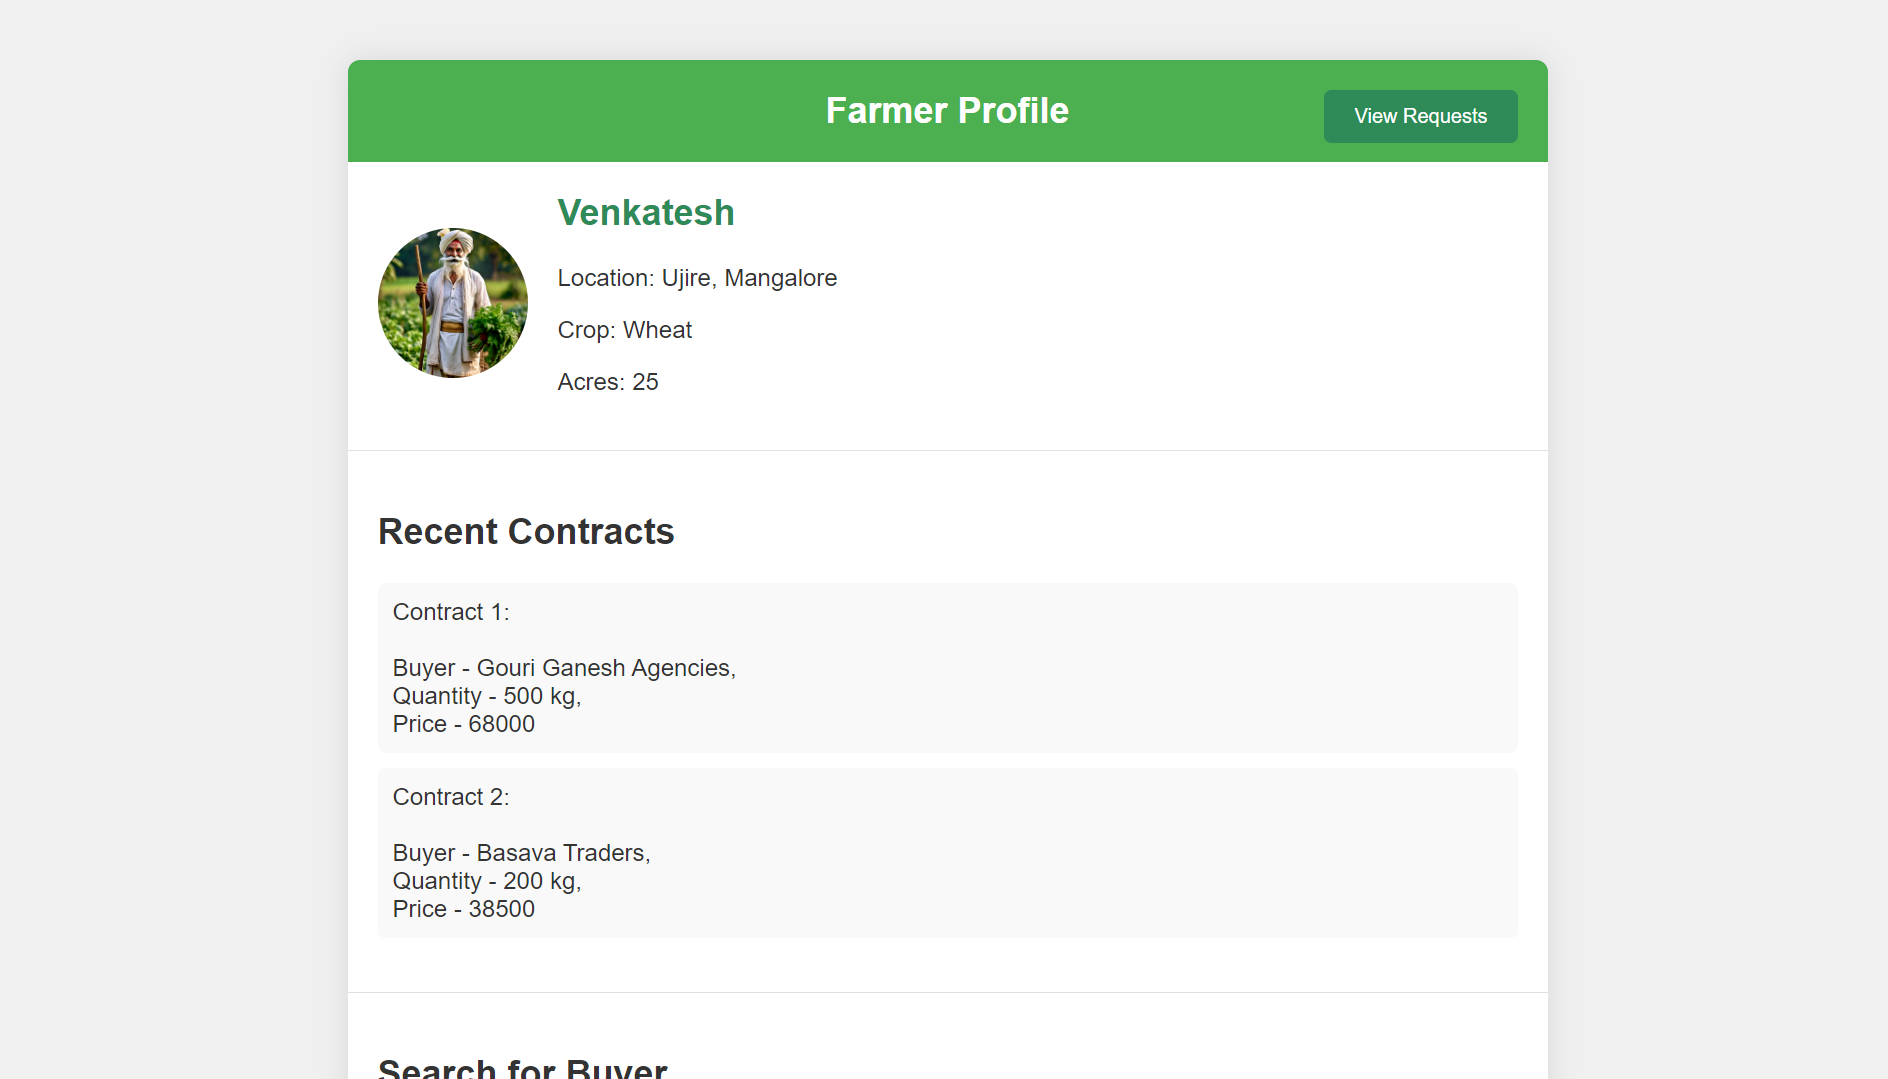 Farmer Profile
View Requests
Venkatesh
Location: Ujire, Mangalore
Crop: Wheat
Acres: 25
Recent Contracts
Contract 1:
Buyer - Gouri Ganesh Agencies,
Quantity - 500 kg,
Price - 68000
Contract 2:
Buyer - Basava Traders,
Quantity - 200 kg,
Price - 38500
Search for Buyer